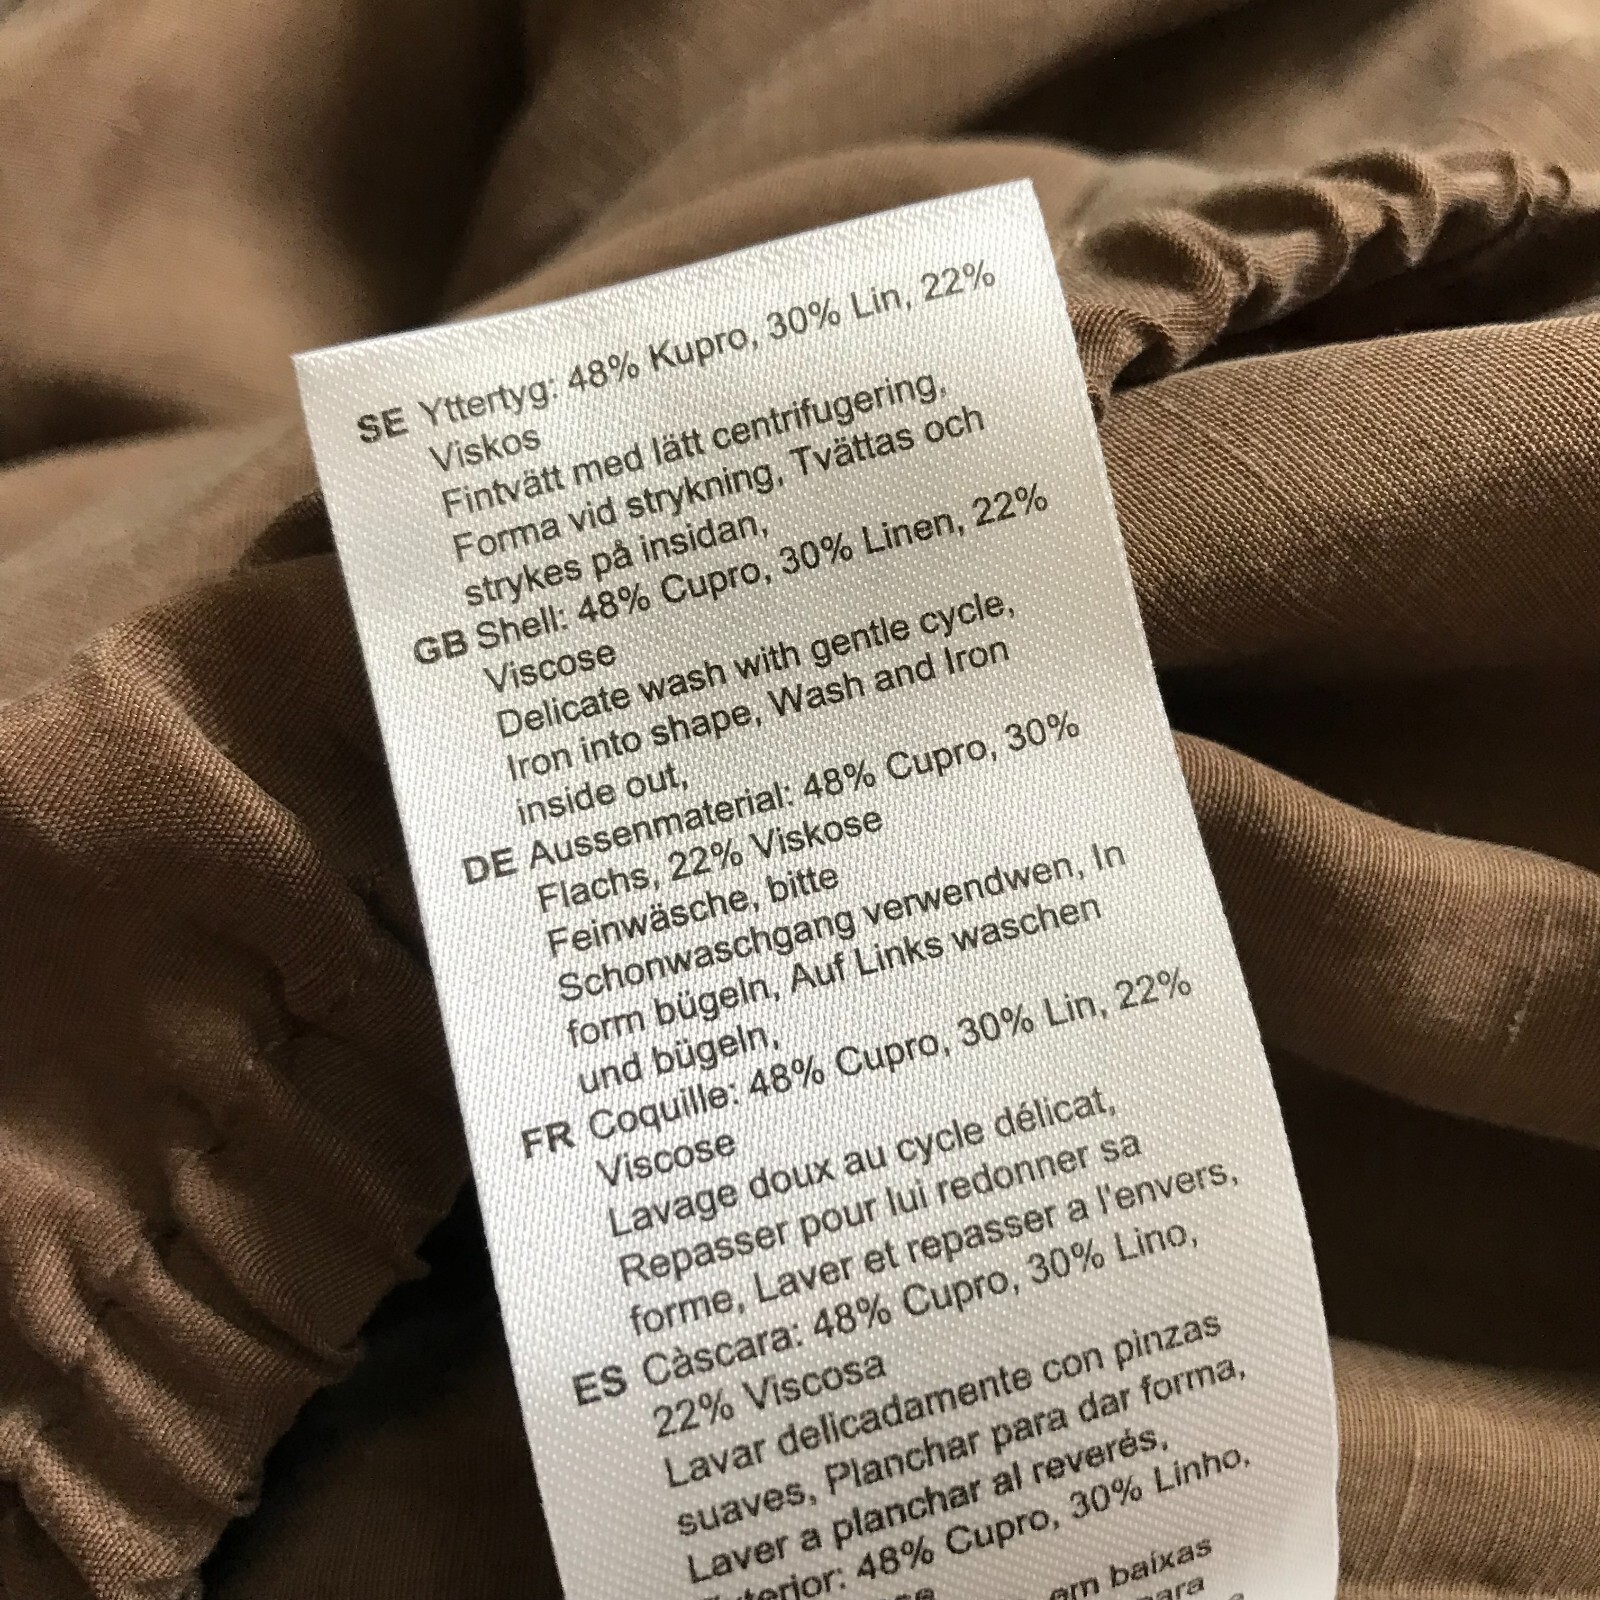 SE Yttertyg: 48% Kupro, 30% Lin, 22%
Viskos
Fintvätt med lätt centrifugering,
Forma vid strykning, Tvättas och
strykes på insidan,
GB Shell: 48% Cupro, 30% Linen, 22%
Viscose
Delicate wash with gentle cycle,
Iron into shape, Wash and Iron
inside out,
DE Aussenmaterial: 48% Cupro, 30%
Flachs, 22% Viskose
Feinwäsche, bitte
Schonwaschgang verwendwen, In
form bügeln, Auf Links waschen
und bügeln,
FR Coquille: 48% Cupro, 30% Lin, 22%
Viscose
Lavage doux au cycle délicat,
Repasser pour lui redonner sa
forme, Laver et repasser a l'envers,
ES Càscara: 48% Cupro, 30% Lino,
22% Viscosa
Lavar delicadamente con pinzas
suaves, Planchar para dar forma,
Laver a planchar al reverés,
48% Cupro, 30% Linho,
em baixas